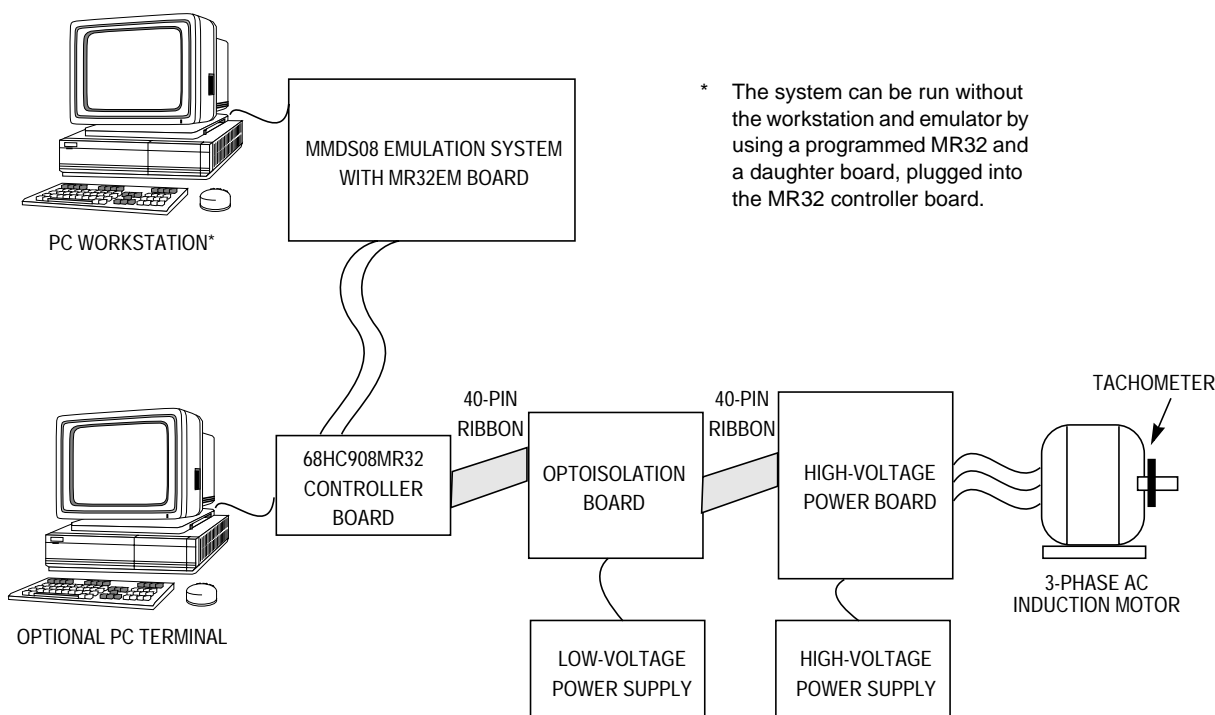 MMDS08 EMULATION SYSTEM
WITH MR32EM BOARD
* The system can be run without
the workstation and emulator by
using a programmed MR32 and
a daughter board, plugged into
the MR32 controller board.
PC WORKSTATION*
TACHOMETER
40-PIN
RIBBON
40-PIN
RIBBON
68HC908MR32
CONTROLLER
BOARD
OPTOISOLATION
BOARD
HIGH-VOLTAGE
POWER BOARD
3-PHASE AC
INDUCTION MOTOR
OPTIONAL PC TERMINAL
LOW-VOLTAGE
POWER SUPPLY
HIGH-VOLTAGE
POWER SUPPLY